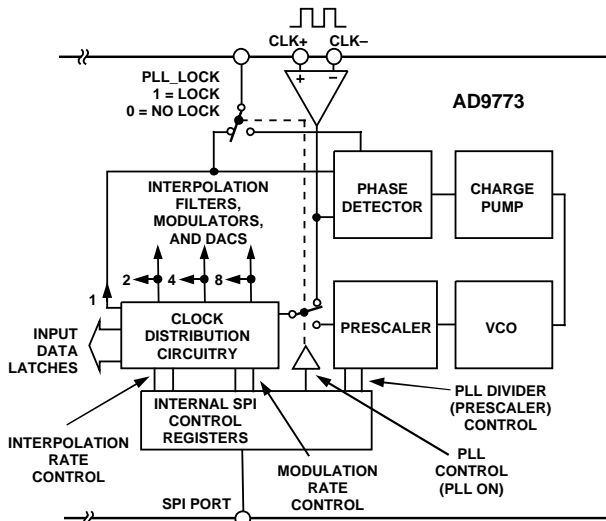 CLK+ CLK–
+ –
PLL_LOCK
1 = LOCK
0 = NO LOCK
AD9773
INTERPOLATION
FILTERS,
MODULATORS,
AND DACS
PHASE
DETECTOR
CHARGE
PUMP
2 4 8
1
CLOCK
DISTRIBUTION
CIRCUITRY
PRESCALER
VCO
INPUT
DATA
LATCHES
INTERNAL SPI
CONTROL
REGISTERS
PLL DIVIDER
(PRESCALER)
CONTROL
INTERPOLATION
RATE
CONTROL
MODULATION
RATE
CONTROL
PLL
CONTROL
(PLL ON)
SPI PORT